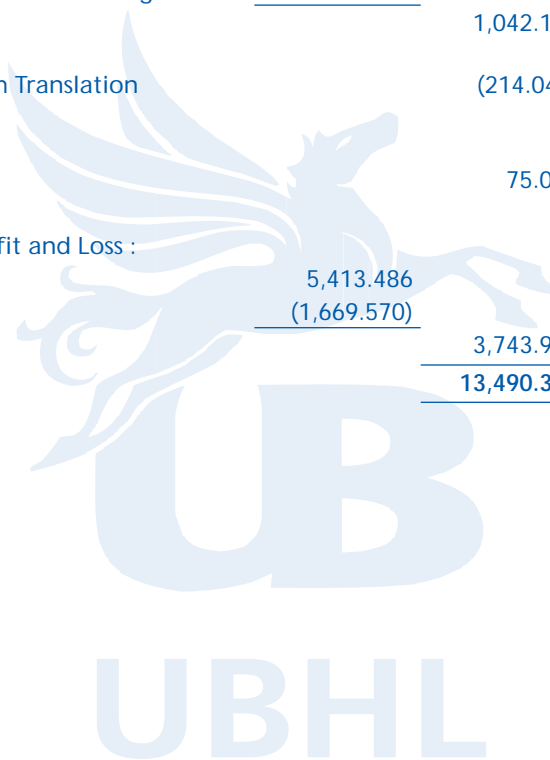 1,042.1
n Translation (214.04
75.0
fit and Loss :
5,413.486
(1,669.570)
3,743.9
13,490.3
UB
UBHL